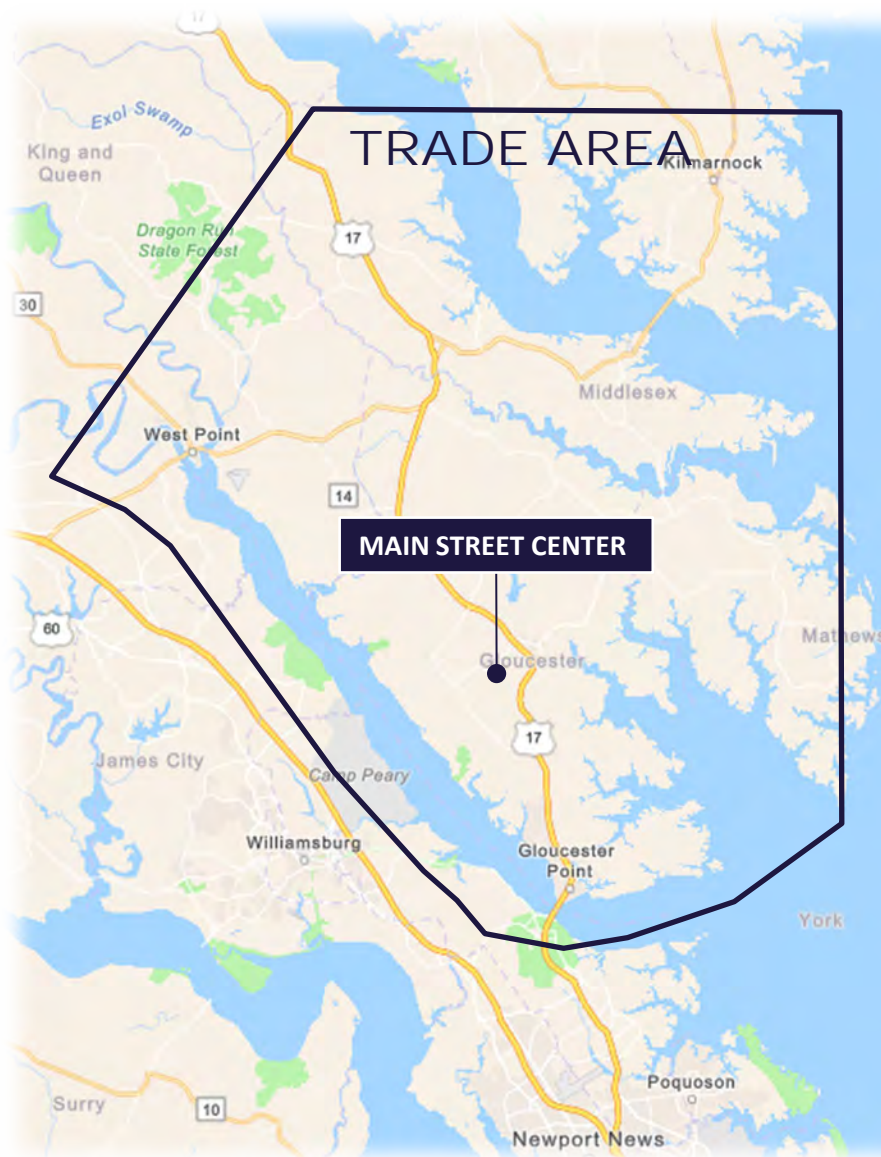 17
Exol Swamp
TRADE AREA
King and
Queen
Kilmarnock
Dragon Run
State Forest
17
30
Middlesex
West Point
14
MAIN STREET CENTER
60
Mathews
Gloucester
17
James City
Camp Peary
Williamsburg
Gloucester
Point
York
Poquoson
Surry
10
Newport News